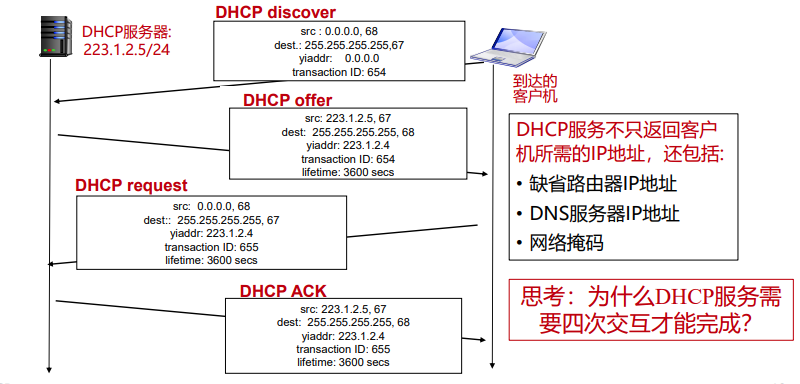 DHCP服务器:
223.1.2.5/24
DHCP discover
src : 0.0.0.0, 68
dest.: 255.255.255.255,67
yiaddr: 0.0.0.0
transaction ID: 654
到达的
客户机
DHCP offer
src: 223.1.2.5, 67
dest: 255.255.255.255, 68
yiaddr: 223.1.2.4
transaction ID: 654
lifetime: 3600 secs
DHCP request
src: 0.0.0.0, 68
dest:: 255.255.255.255, 67
yiaddr: 223.1.2.4
transaction ID: 655
lifetime: 3600 secs
DHCP ACK
src: 223.1.2.5, 67
dest: 255.255.255.255, 68
yiaddr: 223.1.2.4
transaction ID: 655
lifetime: 3600 secs
DHCP服务不只返回客户
机所需的IP地址，还包括:
• 缺省路由器IP地址
• DNS服务器IP地址
• 网络掩码
思考：为什么DHCP服务需
要四次交互才能完成？